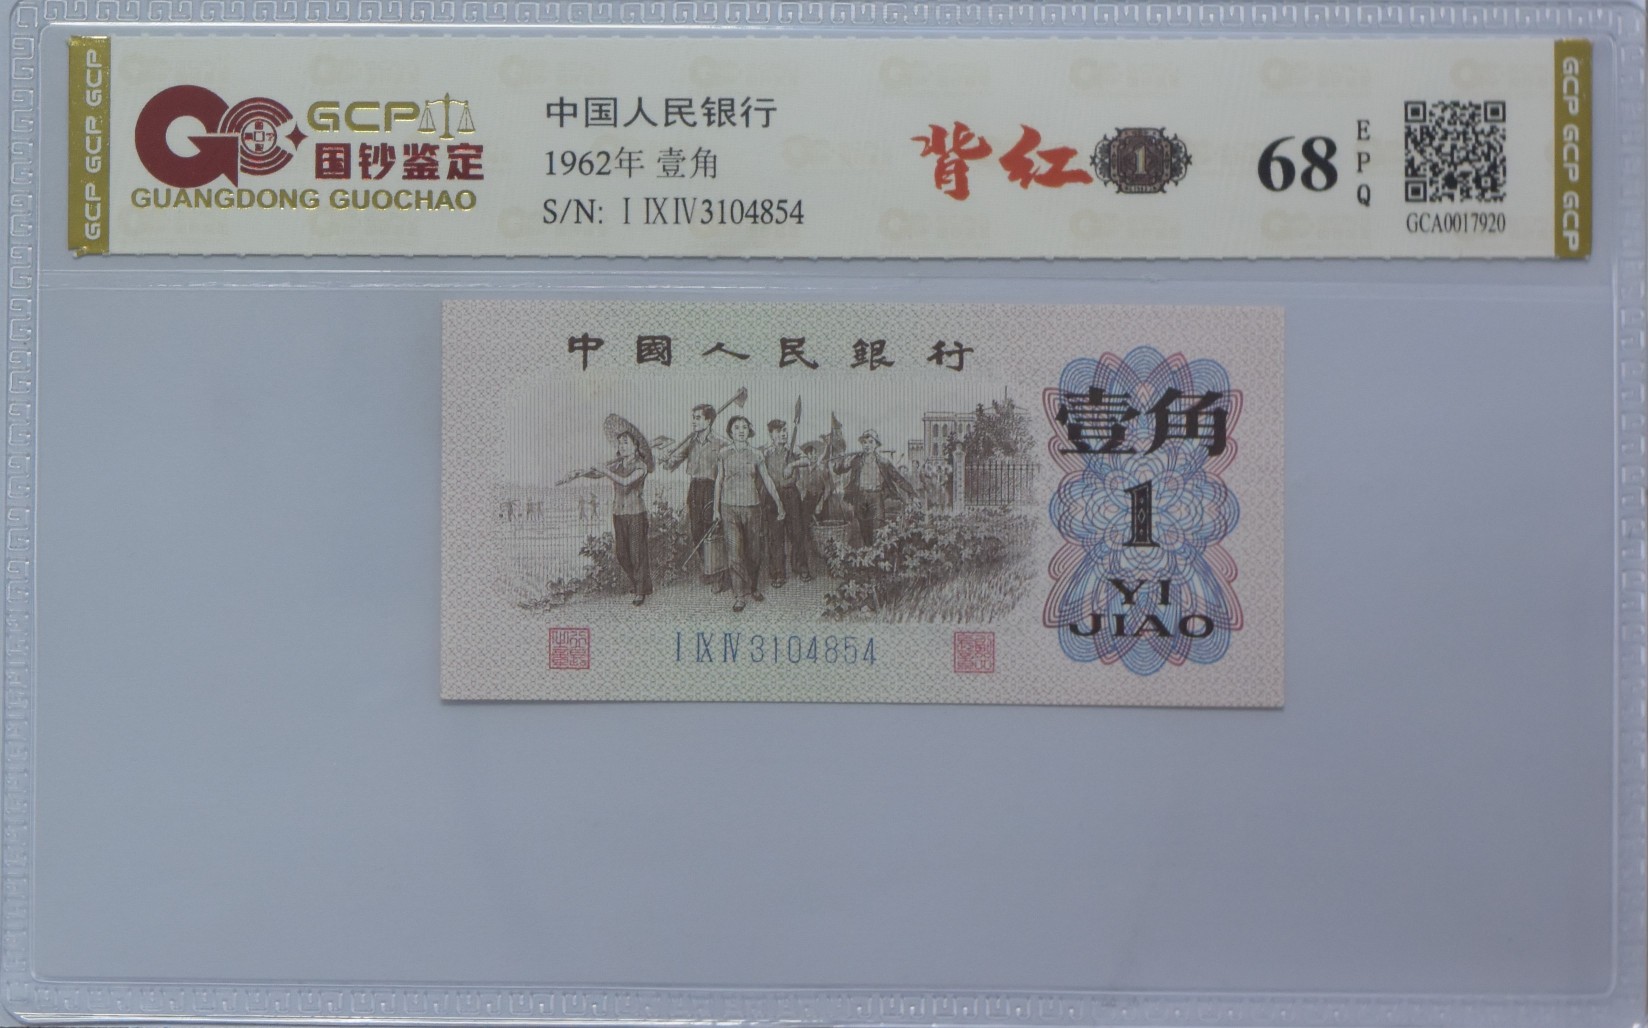 GCP GCP GCP
GCP
国钞鉴定
GUANGDONG GUOCHAO
中国人民银行
1962年 壹角
S/N: Ⅰ Ⅸ Ⅳ 3104854
背红
1
68
EPQ
GCA0017920
GCP GCP GCP
中國人民銀行
壹角
1
YI
JIAO
Ⅰ Ⅸ Ⅳ 3104854